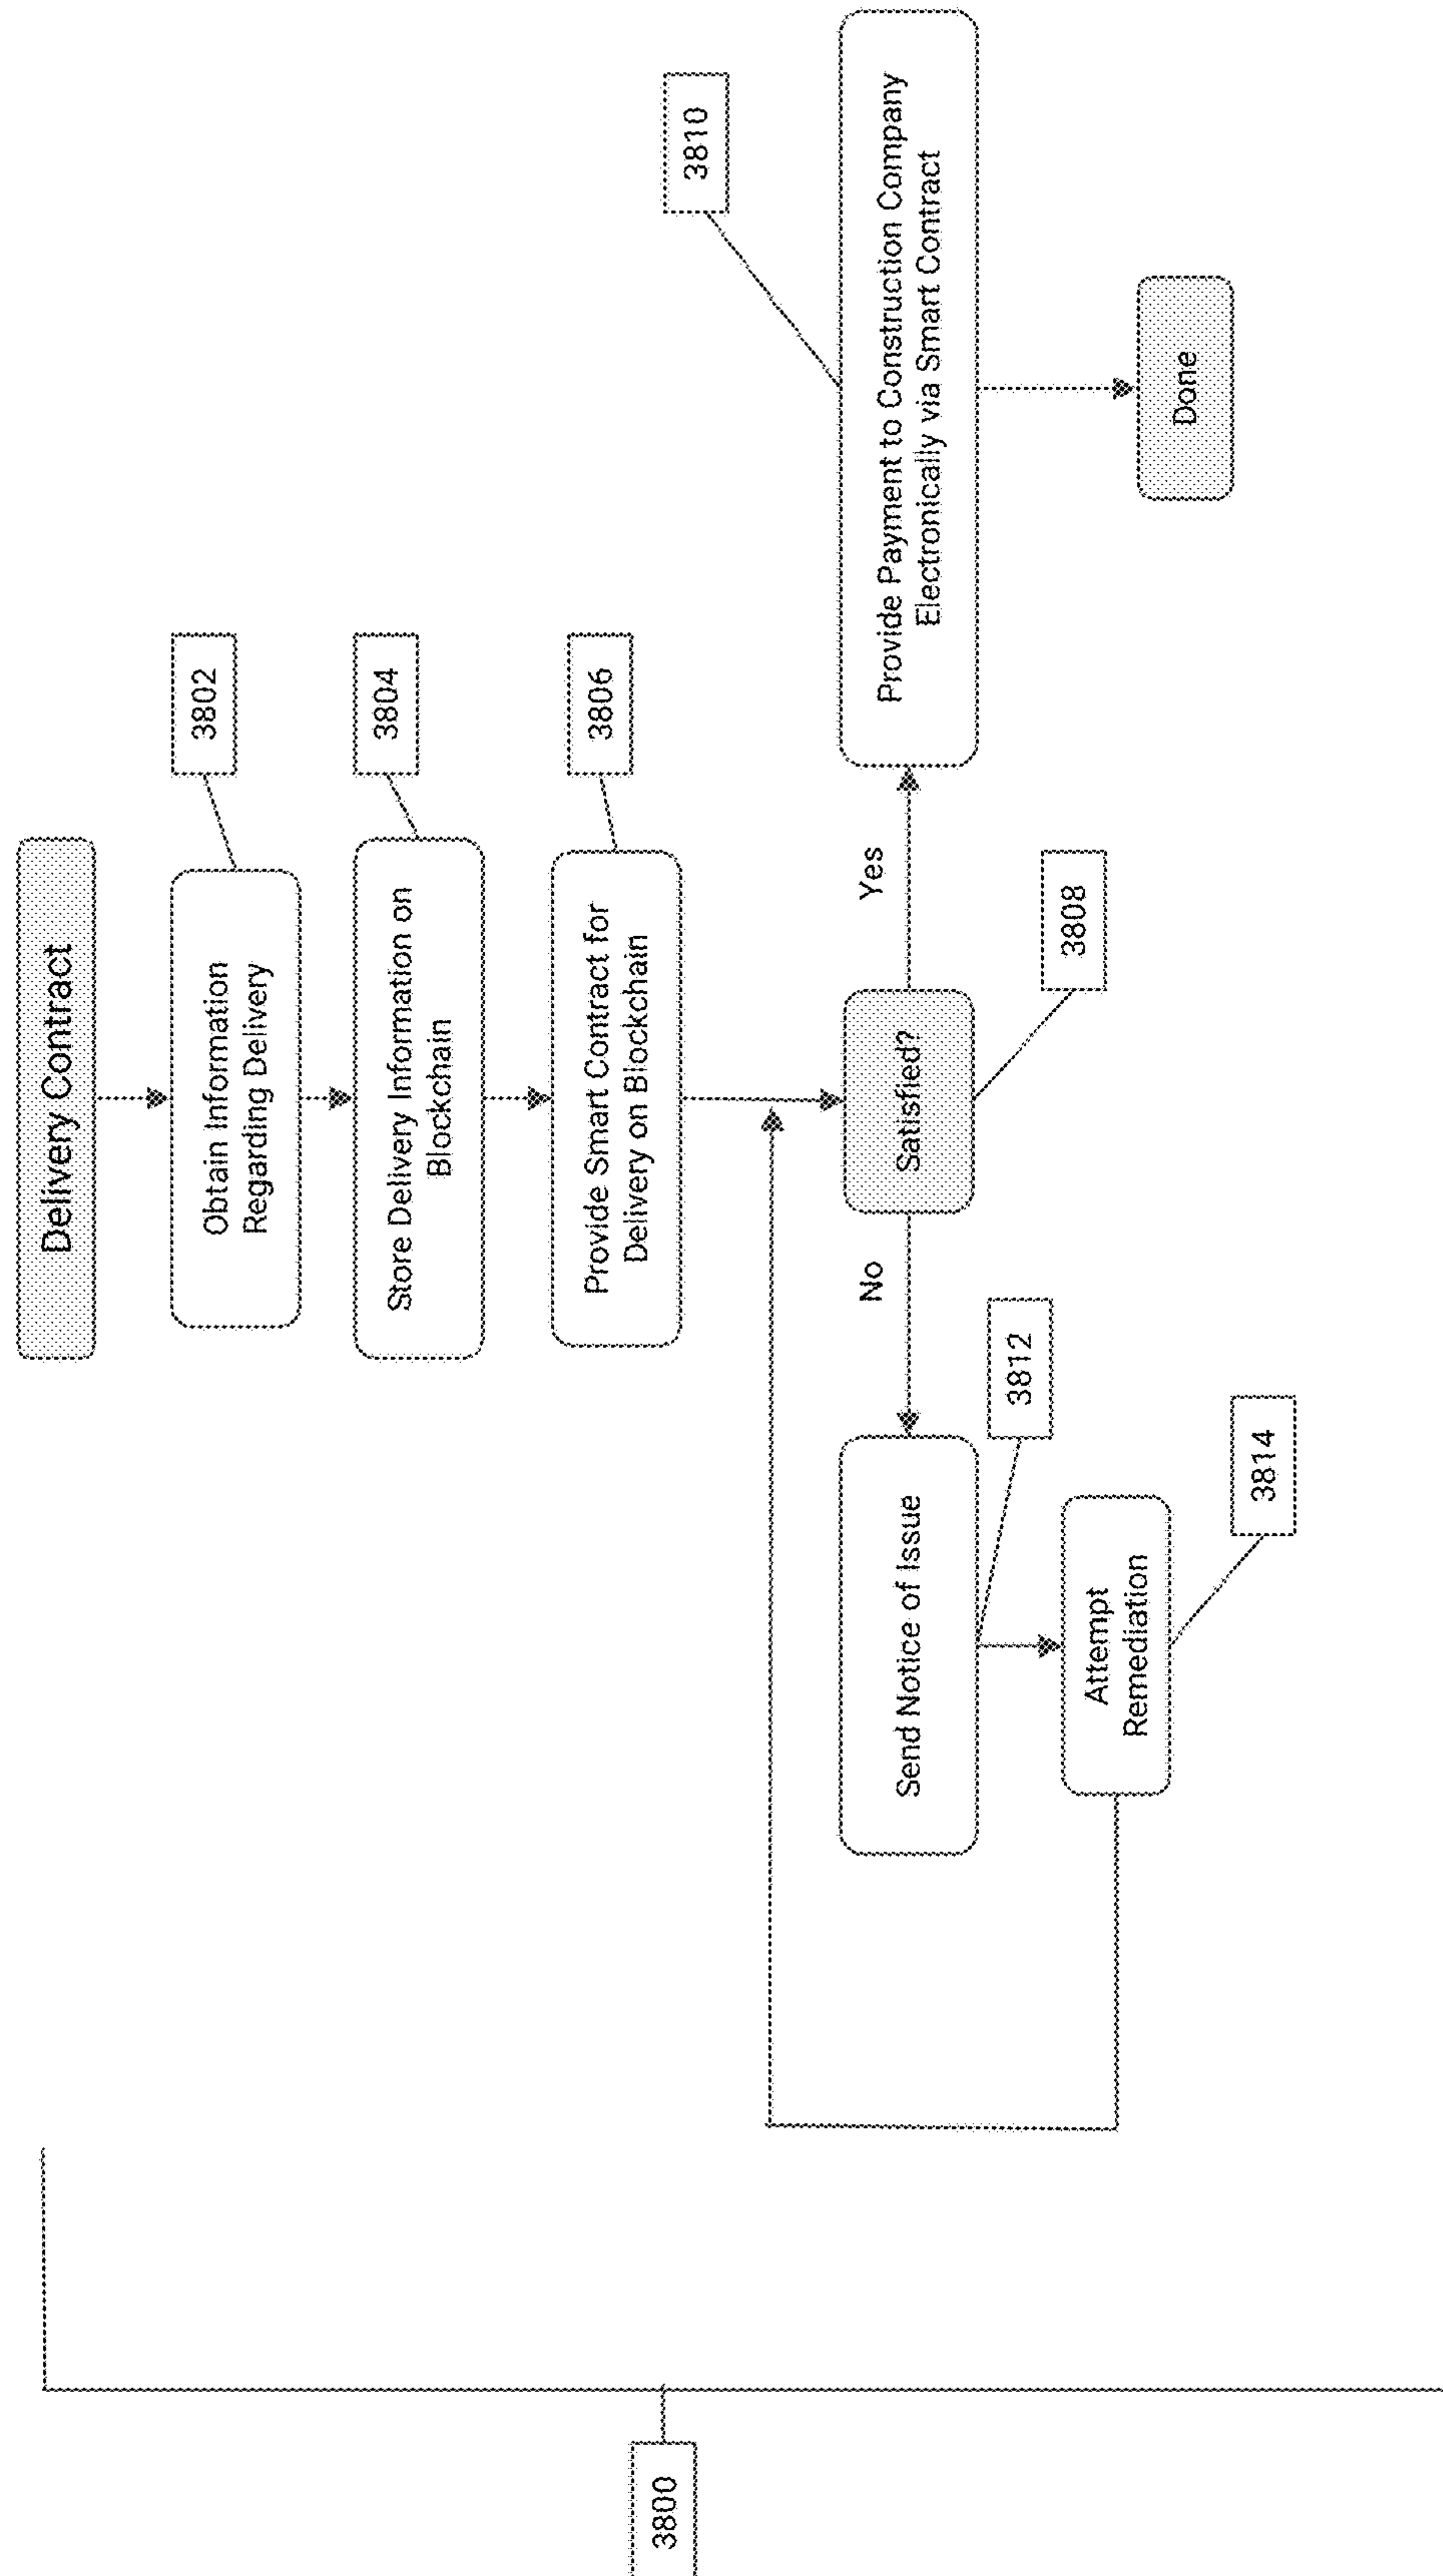 Delivery Contract
3802
Obtain Information
Regarding Delivery
3804
Store Delivery Information on
Blockchain
3806
Provide Smart Contract for
Delivery on Blockchain
3800
3810
No
Yes
Send Notice of Issue
Satisfied?
Provide Payment to Construction Company
Electronically via Smart Contract
3812
3808
Attempt
Remediation
Done
3814